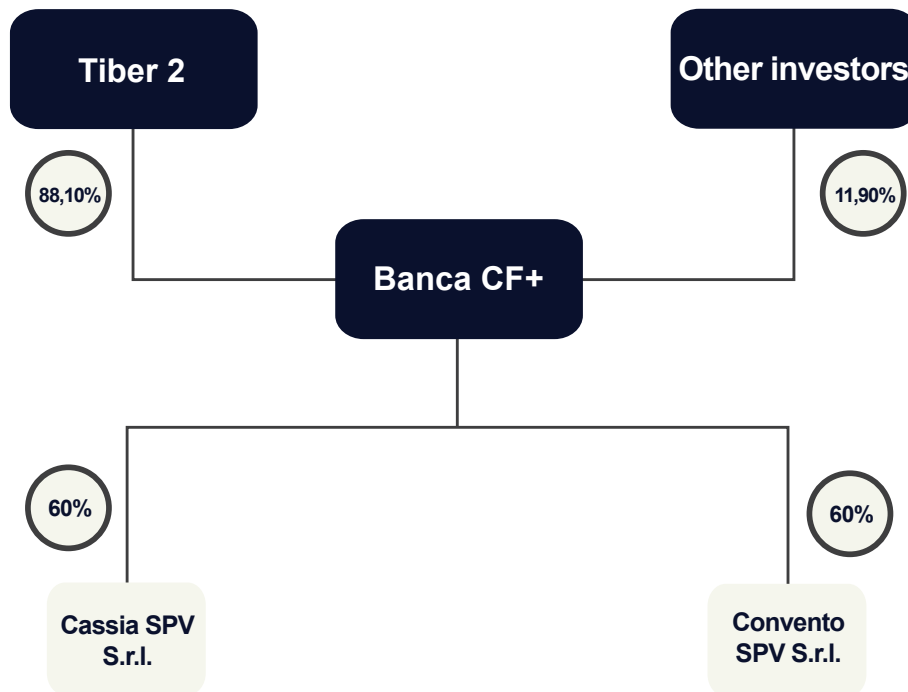 Tiber 2
Other investors
88,10%
11,90%
Banca CF+
60%
60%
Cassia SPV
S.r.l.
Convento
SPV S.r.l.